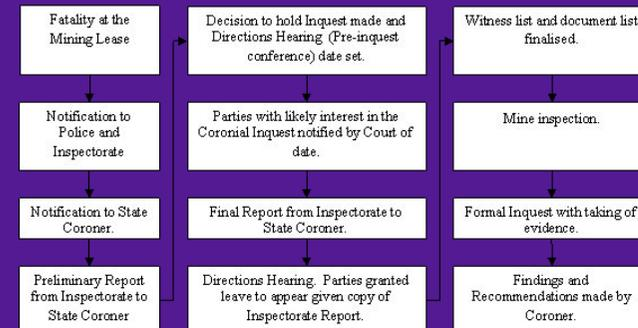 Fatality at the
Mining Lease
Notification to
Police and
Inspectorate
Notification to State
Coroner.
Preliminary Report
from Inspectorate to
State Coroner
Decision to hold Inquest made and
Directions Hearing (Pre-inquest
conference) date set.
Parties with likely interest in the
Coronial Inquest notified by Court of
date.
Final Report from Inspectorate to
State Coroner.
Directions Hearing. Parties granted
leave to appear given copy of
Inspectorate Report.
Witness list and document list
finalised.
Mine inspection.
Formal Inquest with taking of
evidence.
Findings and
Recommendations made by
Coroner.